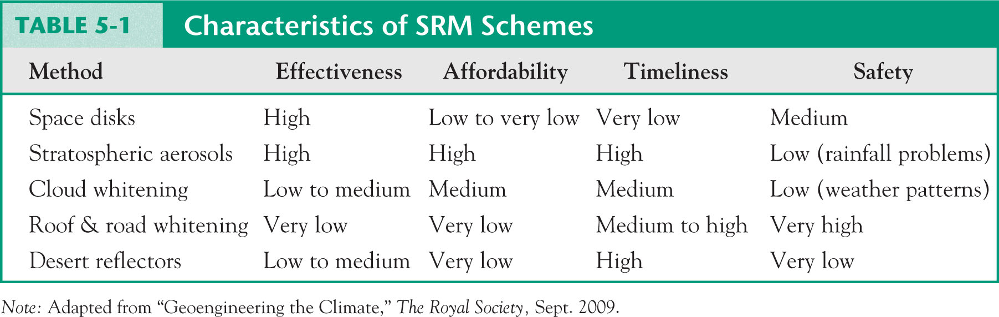 TABLE 5-1 Characteristics of SRM Schemes
Method Effectiveness Affordability Timeliness Safety
Space disks High Low to very low Very low Medium
Stratospheric aerosols High High High Low (rainfall problems)
Cloud whitening Low to medium Medium Medium Low (weather patterns)
Roof & road whitening Very low Very low Medium to high Very high
Desert reflectors Low to medium Very low High Very low
Note: Adapted from “Geoengineering the Climate,” The Royal Society, Sept. 2009.